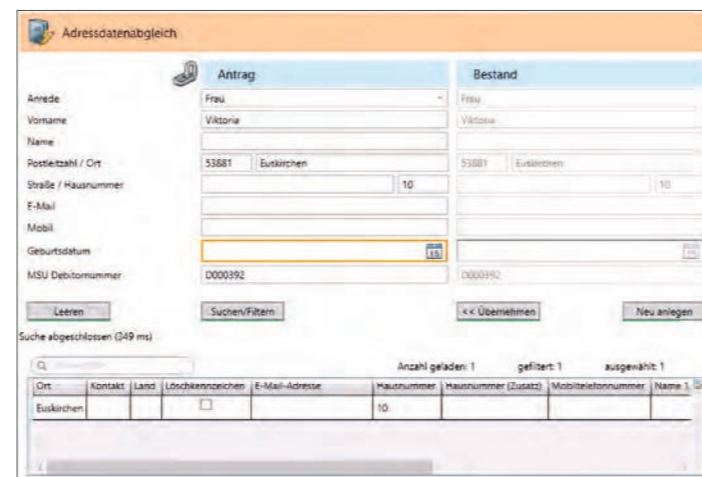 Adressdatenabgleich
Antrag Bestand
Anrede Frau Frau
Vorname Viktoria Viktoria
Name
Postleitzahl / Ort 53881 Euskirchen 53881 Euskirchen
Straße / Hausnummer 10 10
E-Mail
Mobil
Geburtsdatum 15 15
MSU Debitornummer D000392 D000392
Leeren Suchen/Filtern << Übernehmen Neu anlegen
Suche abgeschlossen (349 ms)
Anzahl geladen: 1 gefiltert: 1 ausgewählt: 1
Ort Kontakt Land Löschkennzeichen E-Mail-Adresse Hausnummer Hausnummer (Zusatz) Mobiltelefonnummer Name 1
Euskirchen 10